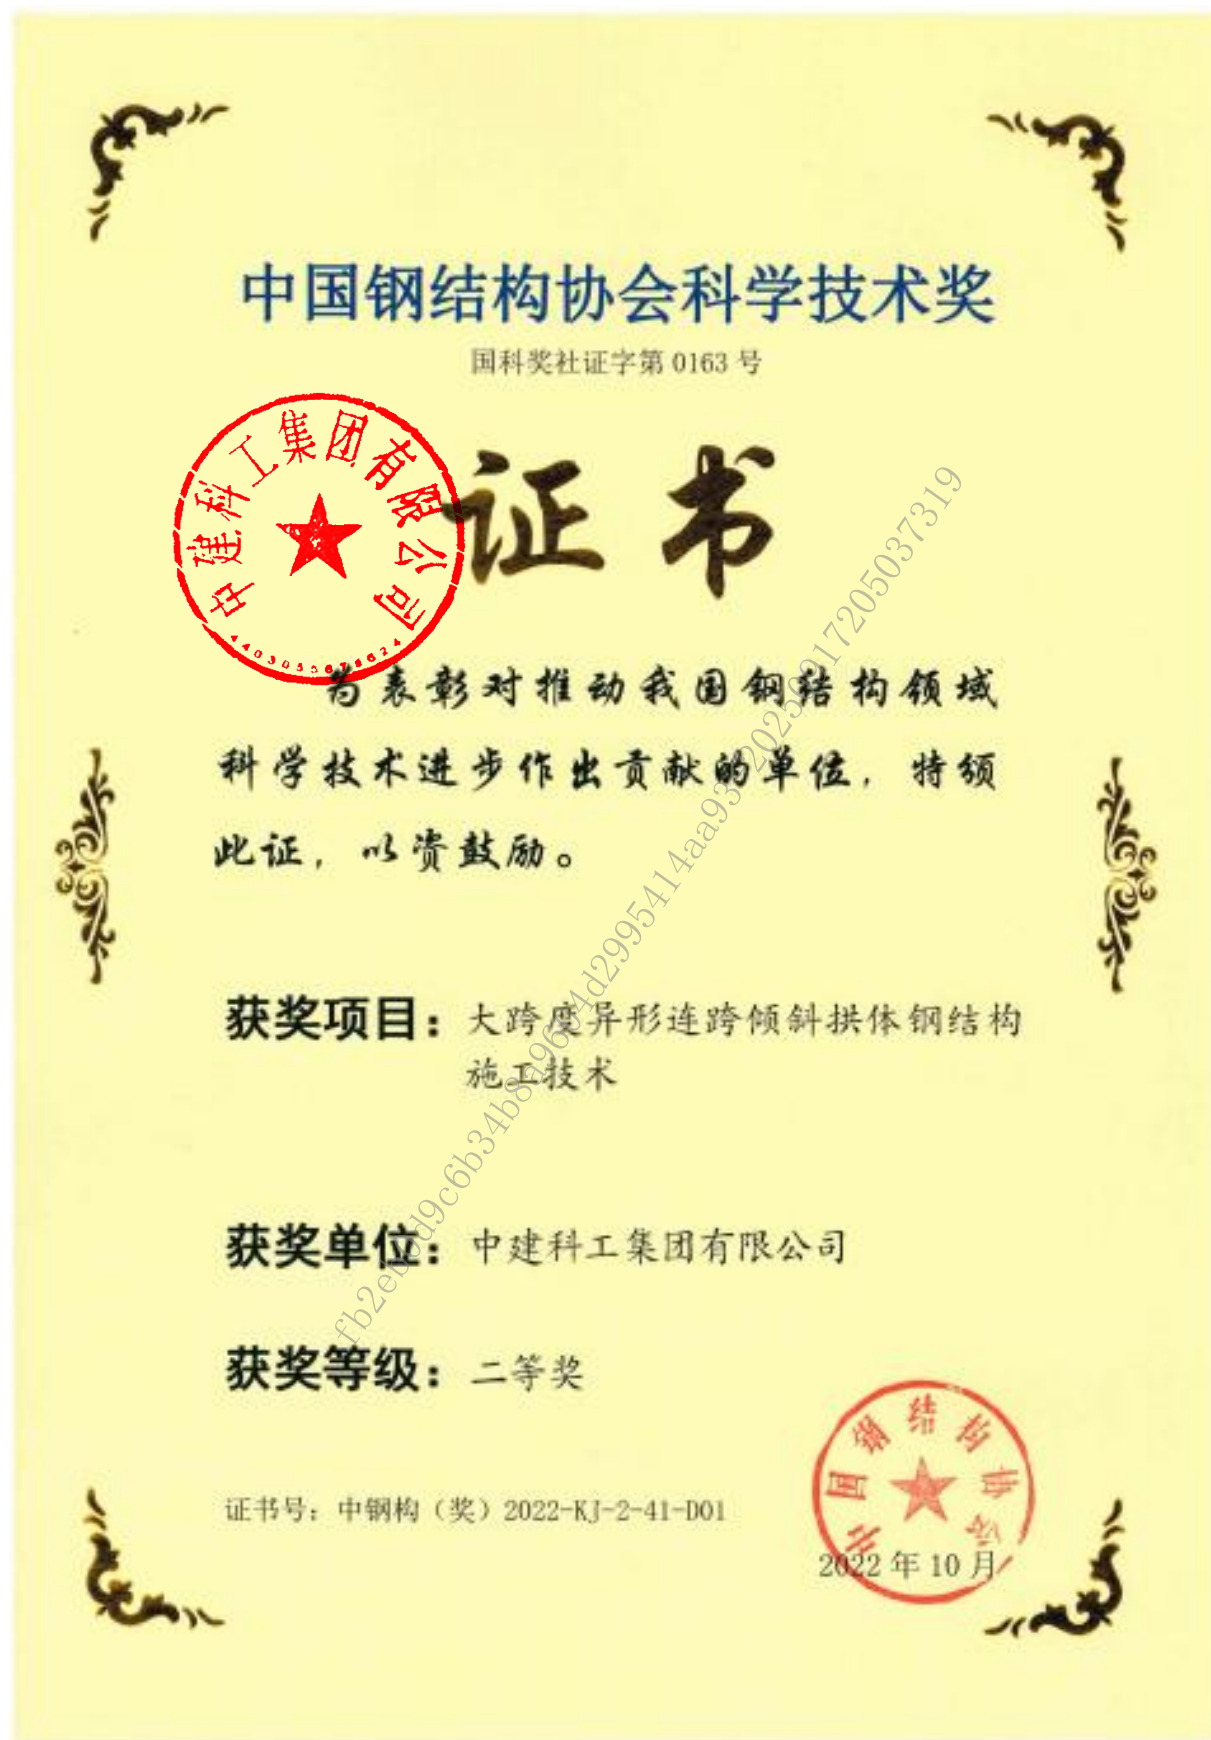 中国钢结构协会科学技术奖
国科奖社证字第 0163 号
证书
中建科工集团有限公司
为表彰对推动我国钢结构领域
科学技术进步作出贡献的单位，特颁
此证，以资鼓励。
获奖项目：大跨度异形连跨倾斜拱体钢结构
施工技术
获奖单位：中建科工集团有限公司
获奖等级：二等奖
证书号：中钢构（奖）2022-KJ-2-41-D01
中国钢结构协会
2022 年 10 月